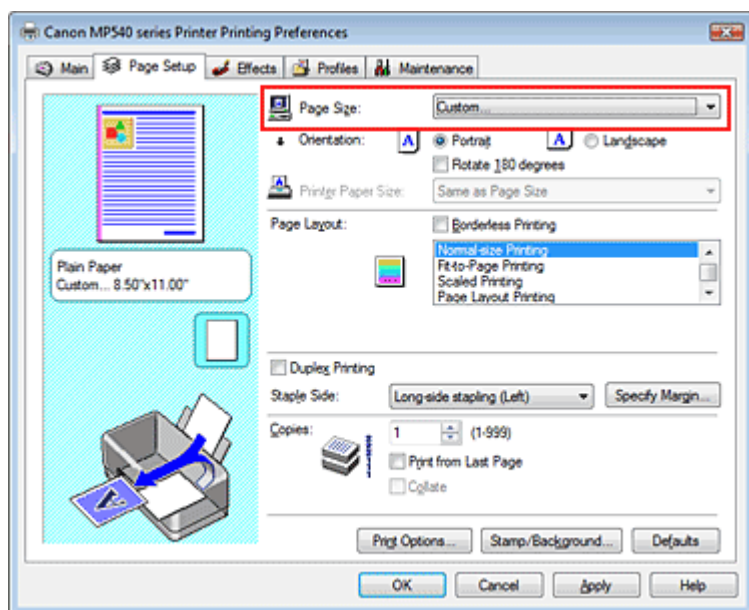 Canon MP540 series Printer Printing Preferences
Main Page Setup Effects Profiles Maintenance
Page Size: Custom...
Orientation: A Portrait A Landscape
Rotate 180 degrees
Printer Paper Size: Same as Page Size
Page Layout: Borderless Printing
Normal-size Printing
Fit-to-Page Printing
Scaled Printing
Page Layout Printing
Plain Paper
Custom... 8.50"x11.00"
Duplex Printing
Staple Side: Long-side stapling (Left) Specify Margin...
Copies: 1 (1-999)
Print from Last Page
Collate
Print Options... Stamp/Background... Defaults
OK Cancel Apply Help